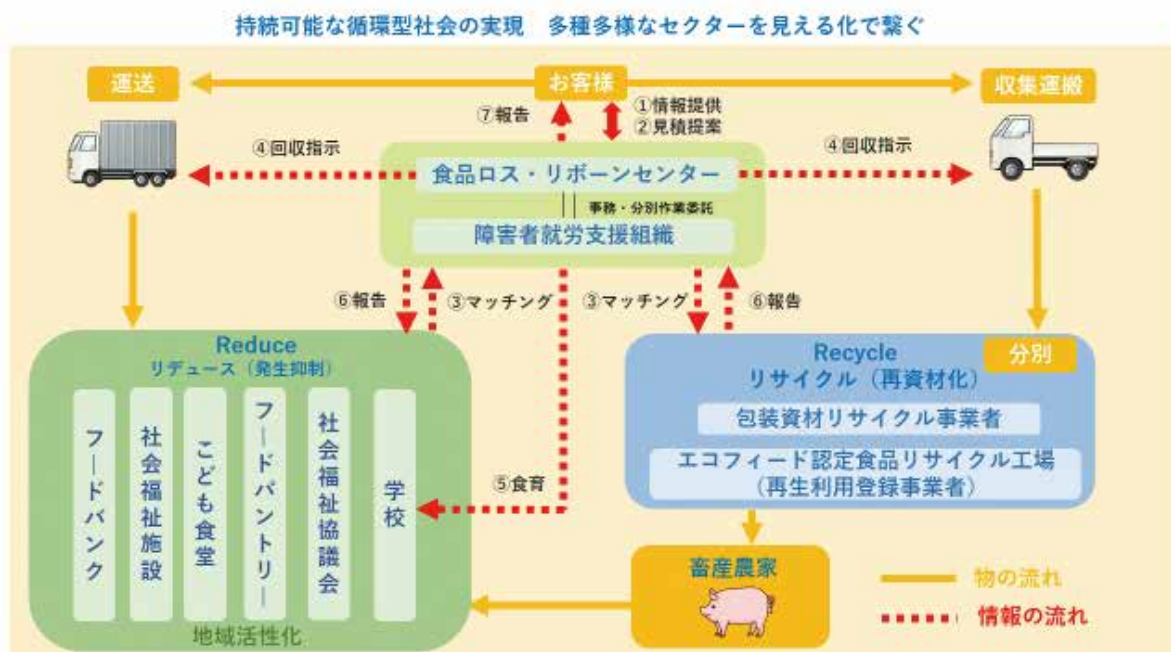 持続可能な循環型社会の実現　多種多様なセクターを見える化で繋ぐ
運送
お客様
収集運搬
⑦報告
①情報提供
②見積提案
④回収指示
④回収指示
食品ロス・リボーンセンター
事務・分別作業委託
障害者就労支援組織
⑥報告
③マッチング
③マッチング
⑥報告
Reduce
リデュース（発生抑制）
フードバンク
社会福祉施設
こども食堂
フードパントリー
社会福祉協議会
学校
地域活性化
⑤食育
Recycle
リサイクル（再資材化）
分別
包装資材リサイクル事業者
エコフィード認定食品リサイクル工場
（再生利用登録事業者）
畜産農家
物の流れ
情報の流れ